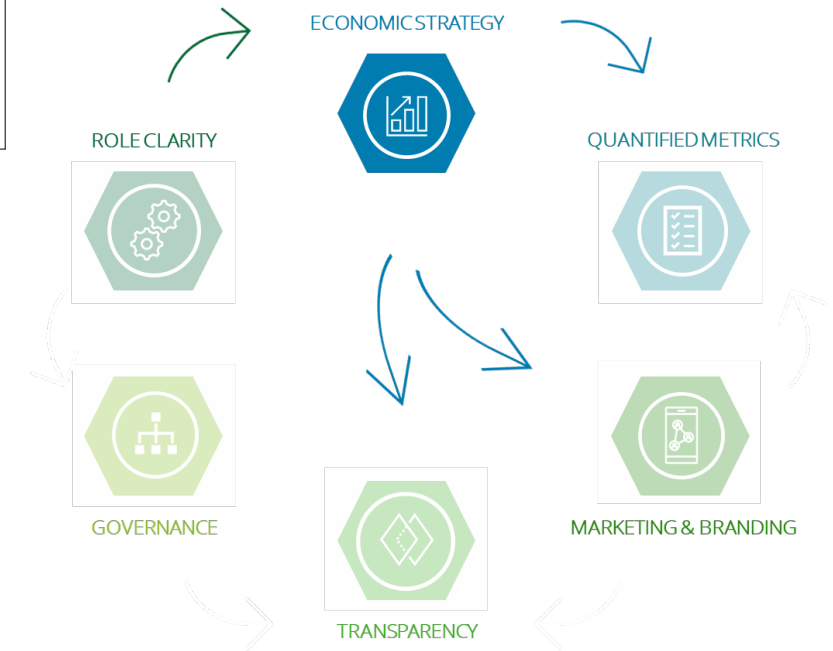 ECONOMIC STRATEGY
ROLE CLARITY
QUANTIFIED METRICS
GOVERNANCE
MARKETING & BRANDING
TRANSPARENCY